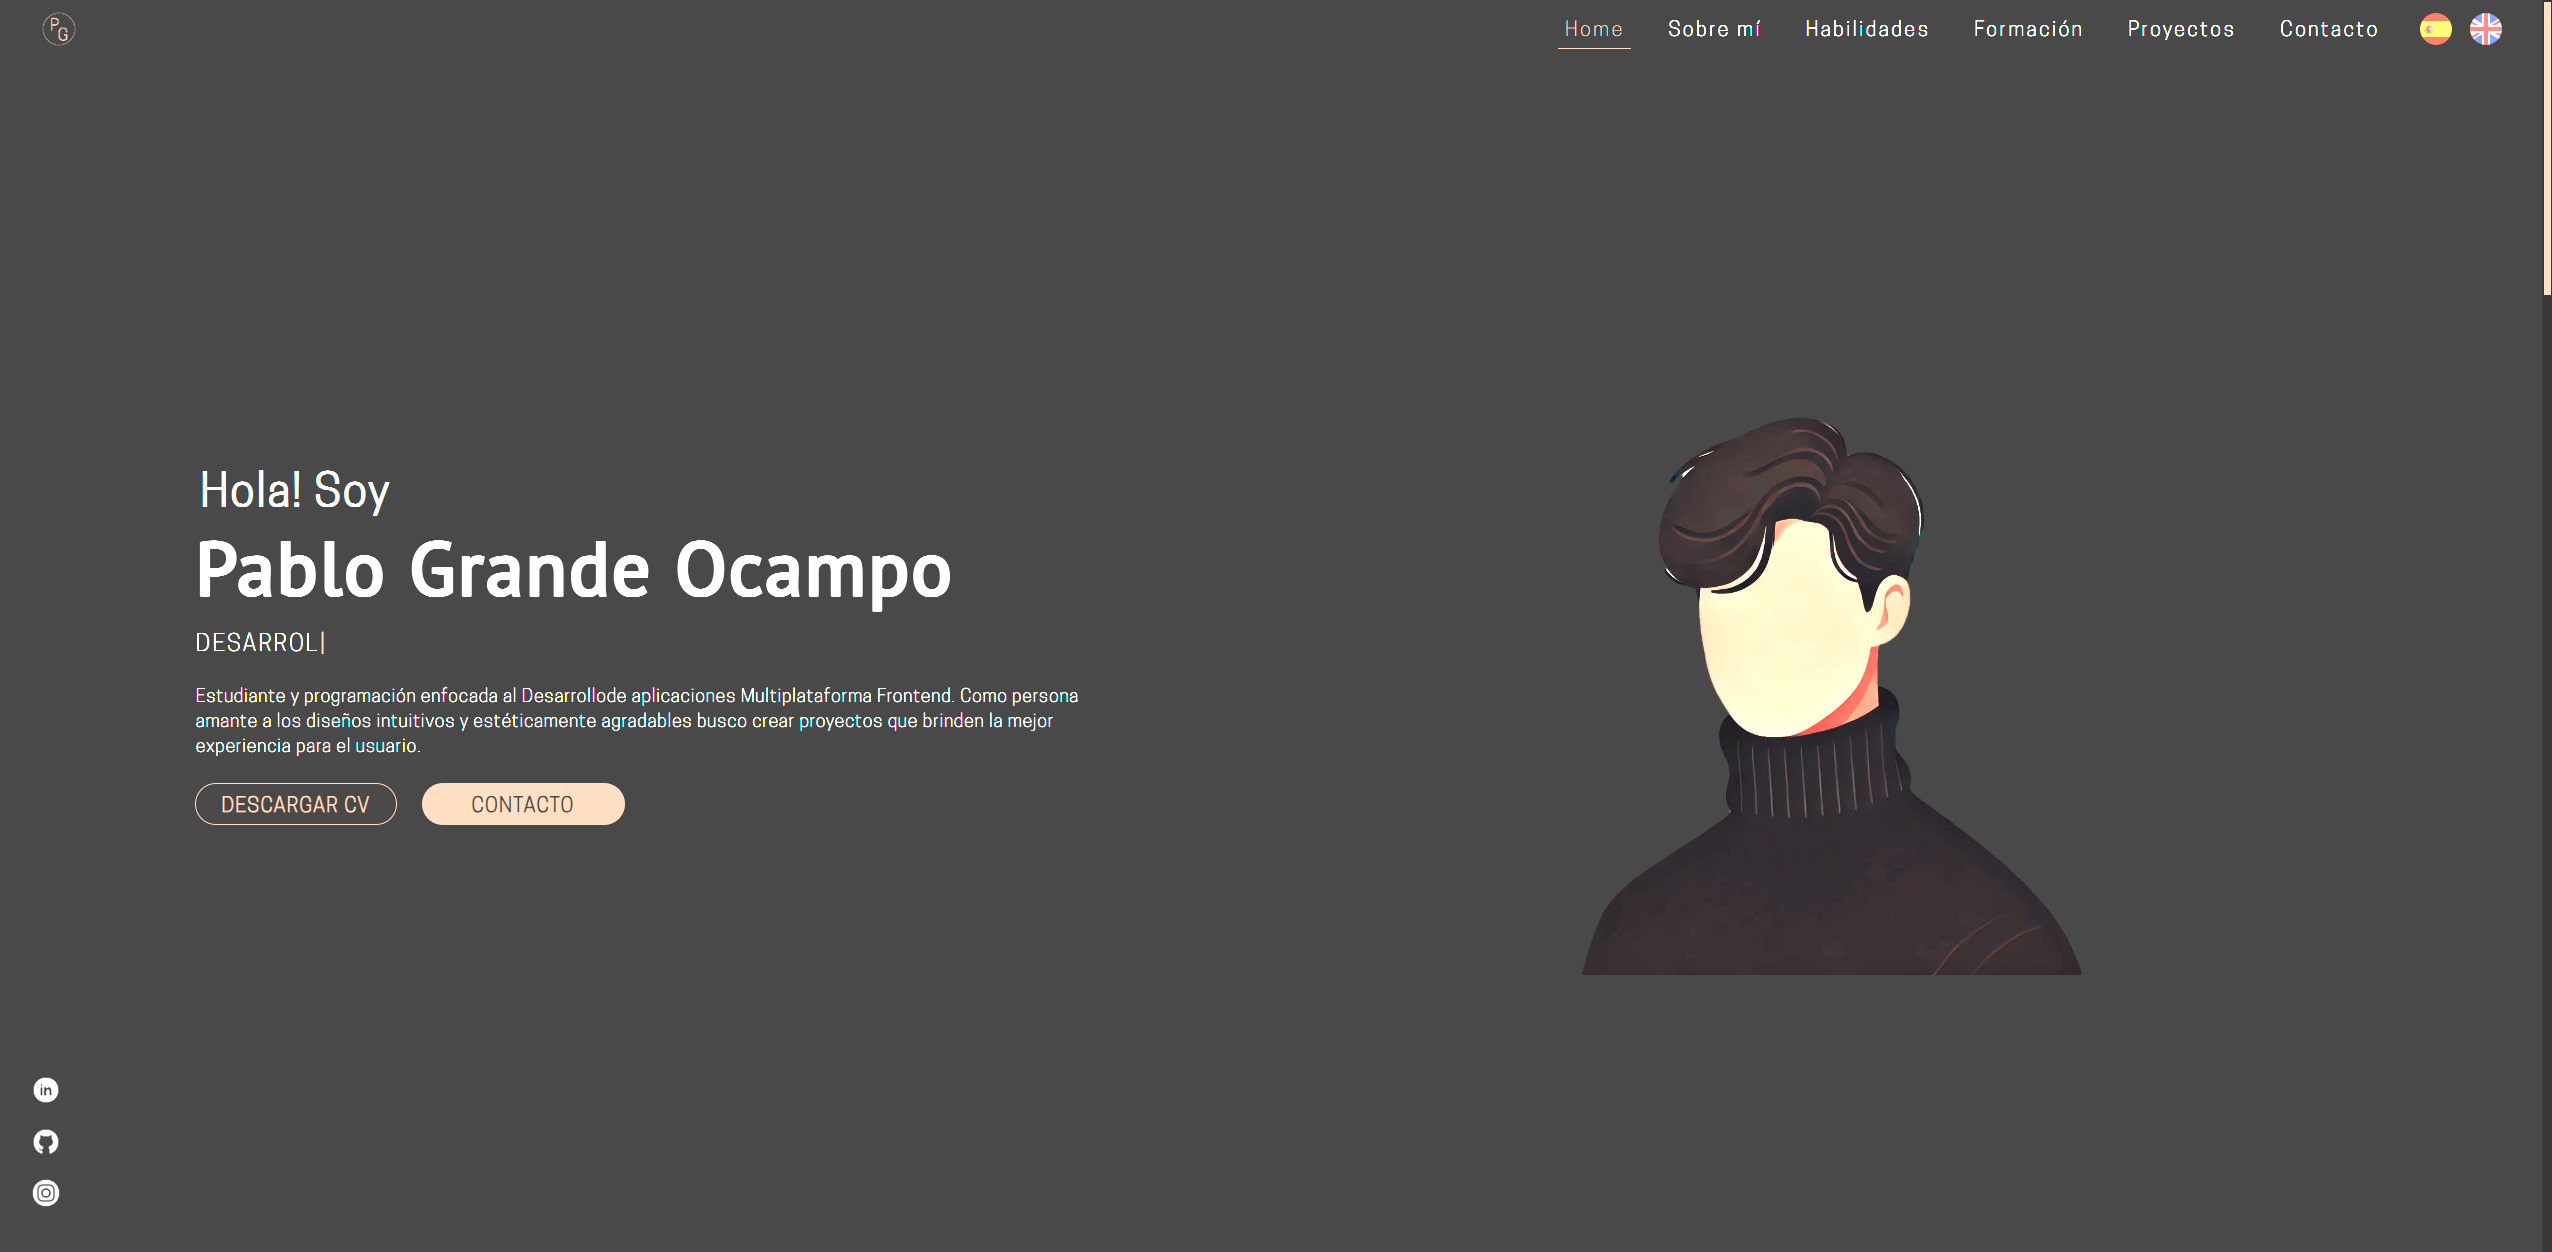 P
G
Home Sobre mí Habilidades Formación Proyectos Contacto
Hola! Soy
Pablo Grande Ocampo
DESARROL|
Estudiante y programación enfocada al Desarrollode aplicaciones Multiplataforma Frontend. Como persona
amante a los diseños intuitivos y estéticamente agradables busco crear proyectos que brinden la mejor
experiencia para el usuario.
DESCARGAR CV CONTACTO
in